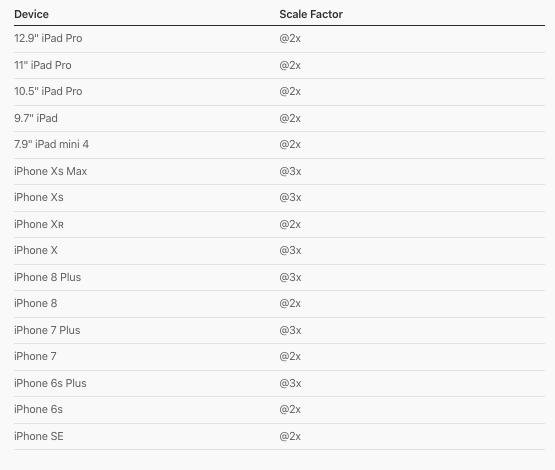 Device Scale Factor
12.9" iPad Pro @2x
11" iPad Pro @2x
10.5" iPad Pro @2x
9.7" iPad @2x
7.9" iPad mini 4 @2x
iPhone Xs Max @3x
iPhone Xs @3x
iPhone Xʀ @2x
iPhone X @3x
iPhone 8 Plus @3x
iPhone 8 @2x
iPhone 7 Plus @3x
iPhone 7 @2x
iPhone 6s Plus @3x
iPhone 6s @2x
iPhone SE @2x